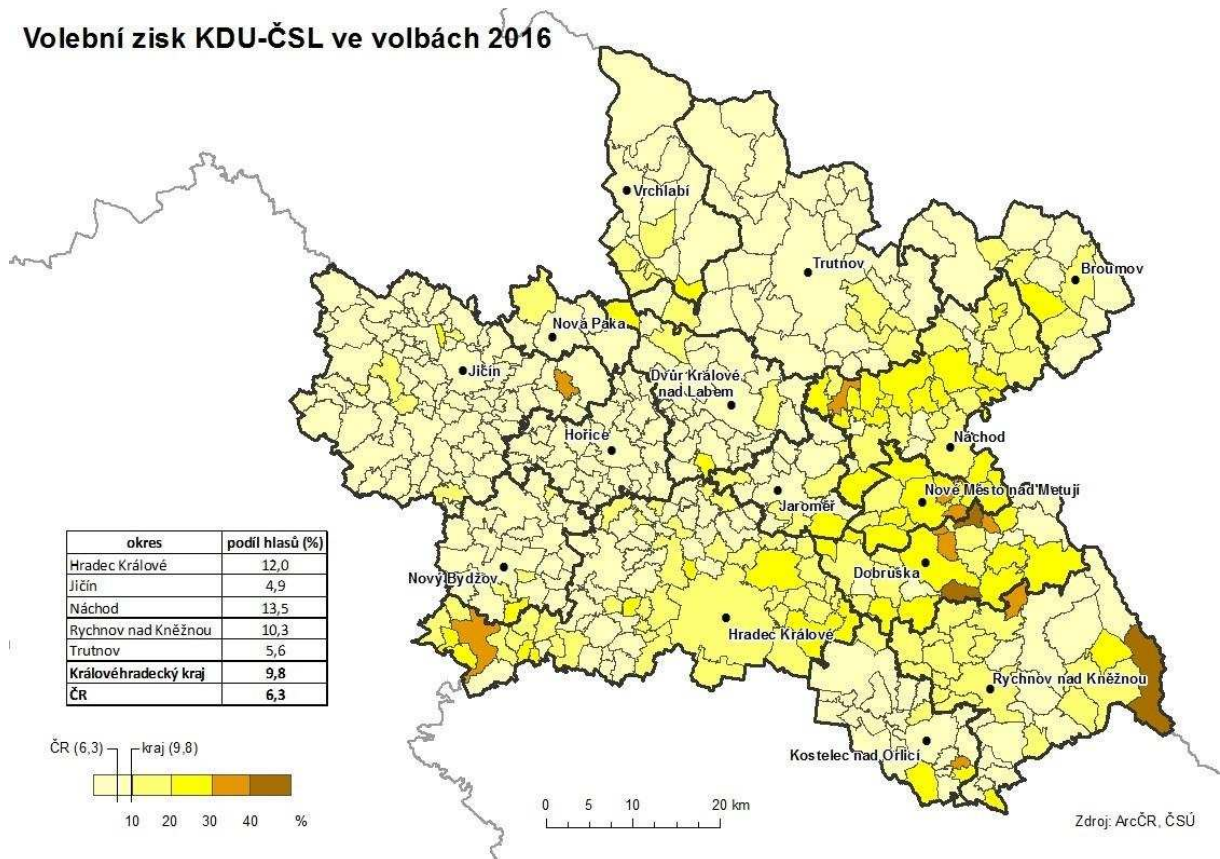 Volební zisk KDU-ČSL ve volbách 2016
Vrchlabí
Trutnov
Broumov
Nová Paka
Jičín
Dvůr Králové
nad Labem
Hořice
Náchod
Jaroměř
Nové Město nad Metují
Nový Bydžov
Dobruška
Hradec Králové
Rychnov nad Kněžnou
Kostelec nad Orlicí
okres podíl hlasů (%)
Hradec Králové 12,0
Jičín 4,9
Náchod 13,5
Rychnov nad Kněžnou 10,3
Trutnov 5,6
Královéhradecký kraj 9,8
ČR 6,3
ČR (6,3) kraj (9,8)
10 20 30 40 %
0 5 10 20 km
Zdroj: ArcČR, ČSÚ